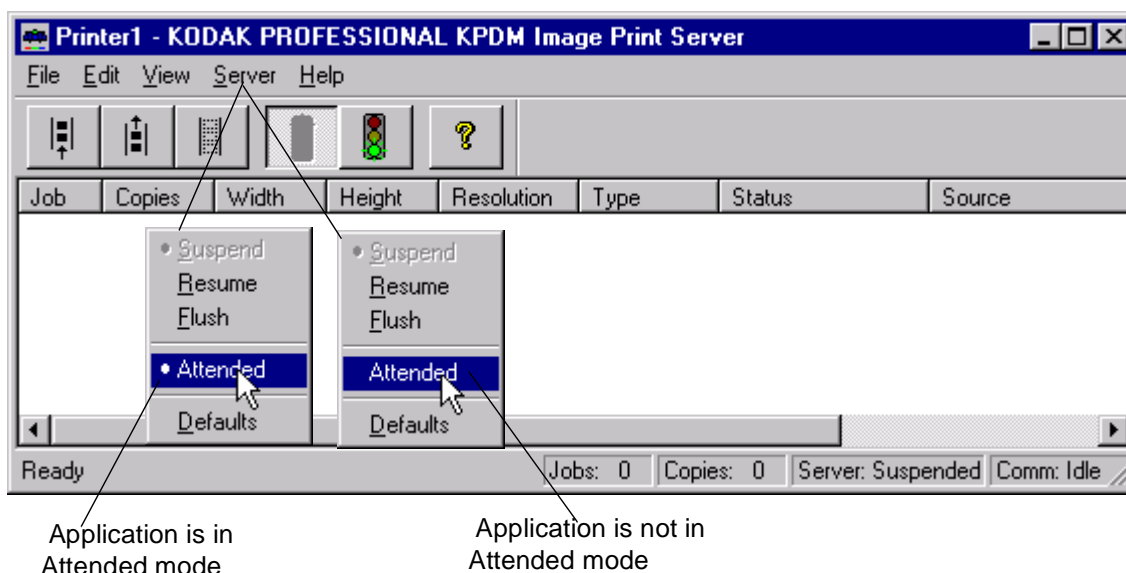 Printer1 - KODAK PROFESSIONAL KPDM Image Print Server
File Edit View Server Help
Job Copies Width Height Resolution Type Status Source
Suspend
Resume
Flush
Attended
Defaults
Suspend
Resume
Flush
Attended
Defaults
Ready Jobs: 0 Copies: 0 Server: Suspended Comm: Idle
Application is in
Attended mode
Application is not in
Attended mode